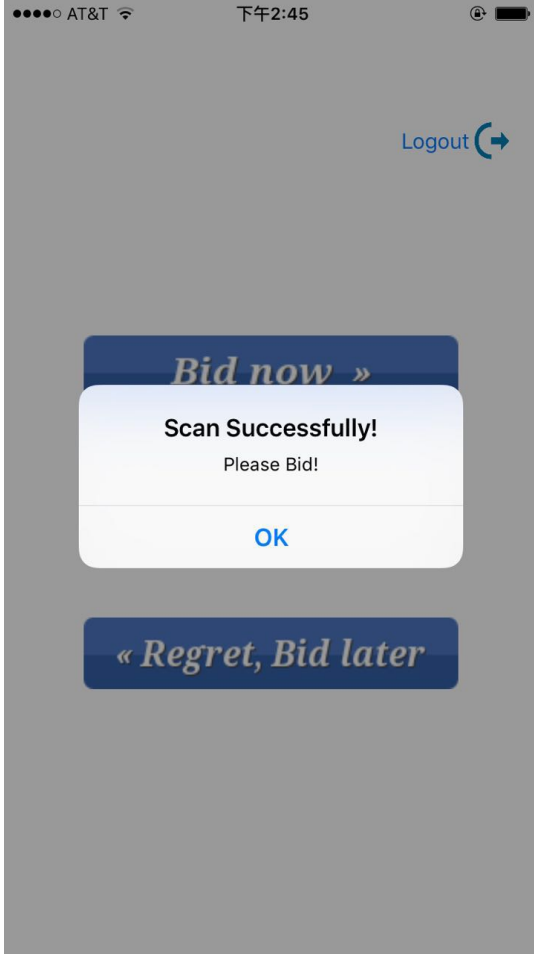 AT&T 下午2:45
Logout
Bid now »
Scan Successfully!
Please Bid!
OK
« Regret, Bid later